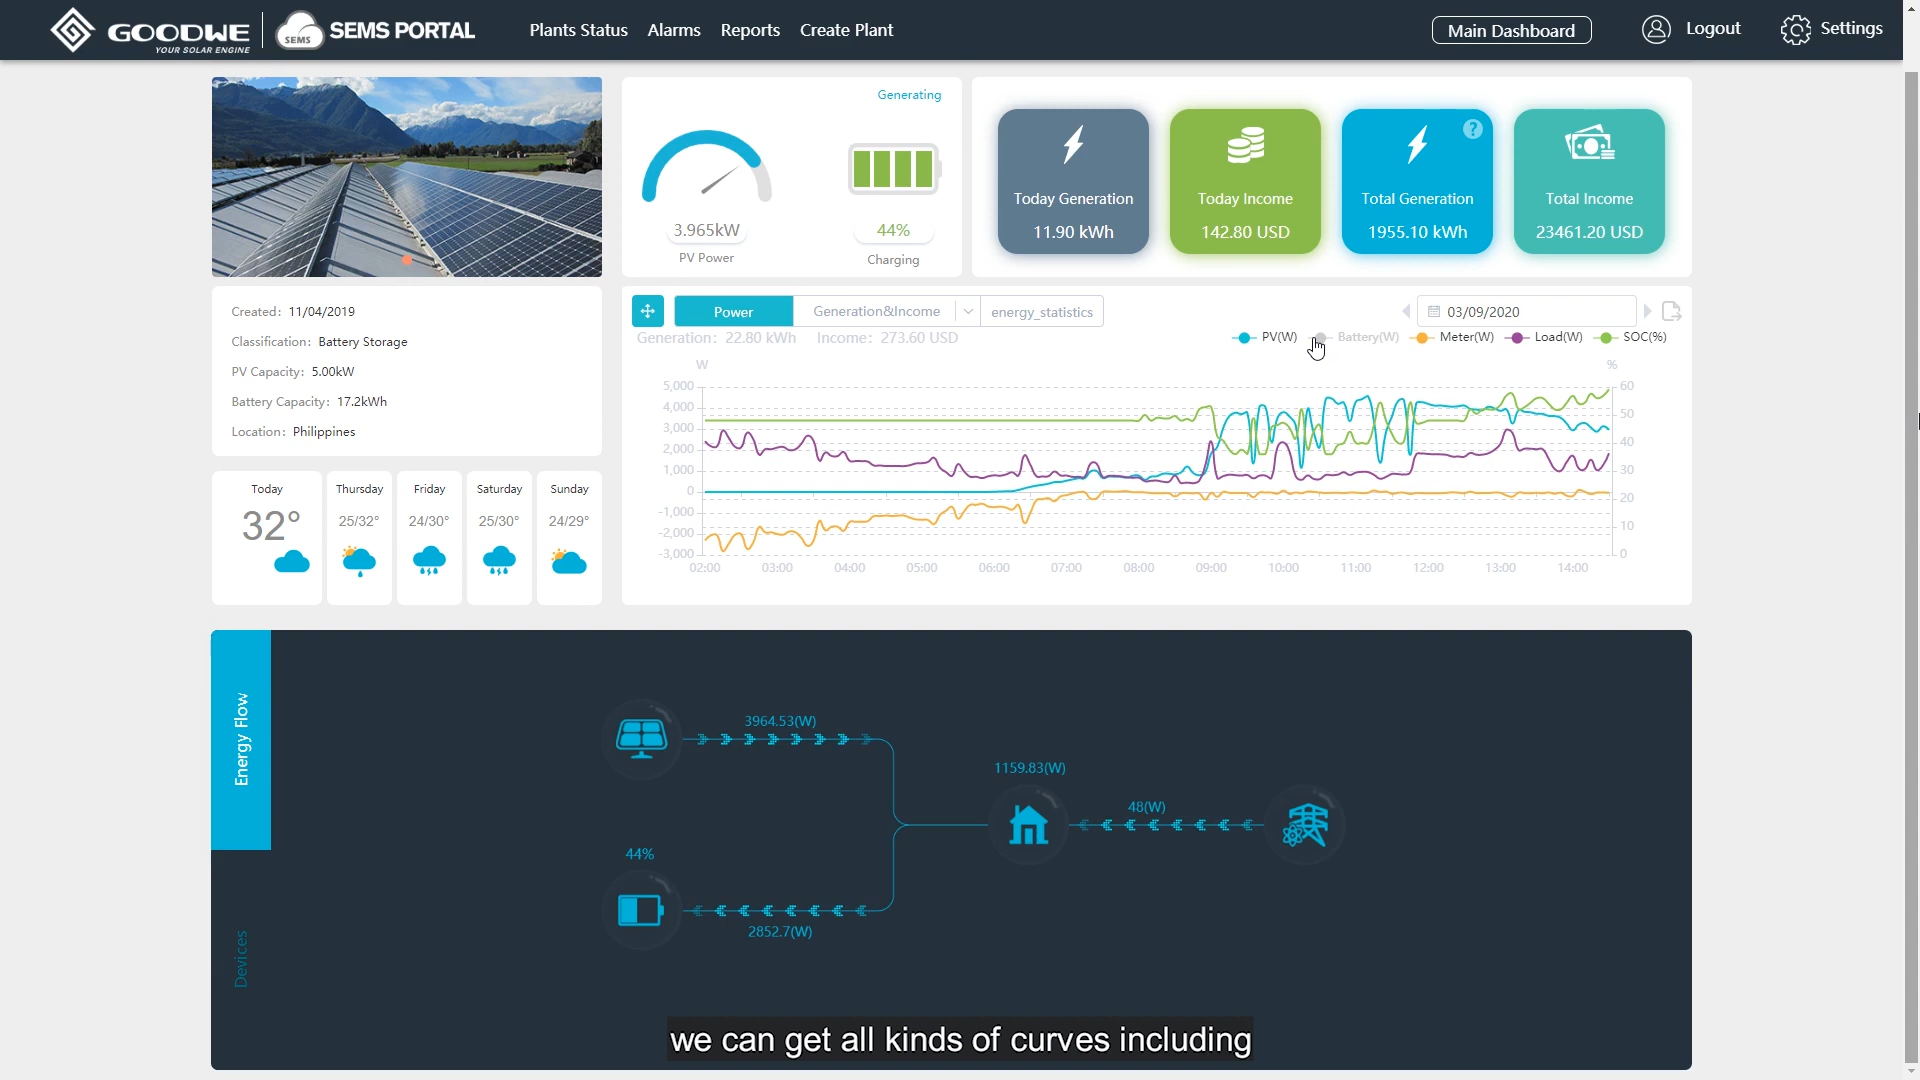 GOODWE
YOUR SOLAR ENGINE
SEMS
SEMS PORTAL
Plants Status
Alarms
Reports
Create Plant
Main Dashboard
Logout
Settings
Generating
3.965kW
PV Power
44%
Charging
Today Generation
11.90 kWh
Today Income
142.80 USD
?
Total Generation
1955.10 kWh
Total Income
23461.20 USD
Created: 11/04/2019
Classification: Battery Storage
PV Capacity: 5.00kW
Battery Capacity: 17.2kWh
Location: Philippines
Power
Generation&Income
energy_statistics
03/09/2020
Generation: 22.80 kWh Income: 273.60 USD
PV(W) Battery(W) Meter(W) Load(W) SOC(%)
W %
5,000 60
4,000 50
3,000 40
2,000
1,000 30
0 20
-1,000
-2,000 10
-3,000 0
02:00 03:00 04:00 05:00 06:00 07:00 08:00 09:00 10:00 11:00 12:00 13:00 14:00
Today
32°
Thursday
25/32°
Friday
24/30°
Saturday
25/30°
Sunday
24/29°
Energy Flow
Devices
3964.53(W)
1159.83(W)
48(W)
44%
2852.7(W)
we can get all kinds of curves including